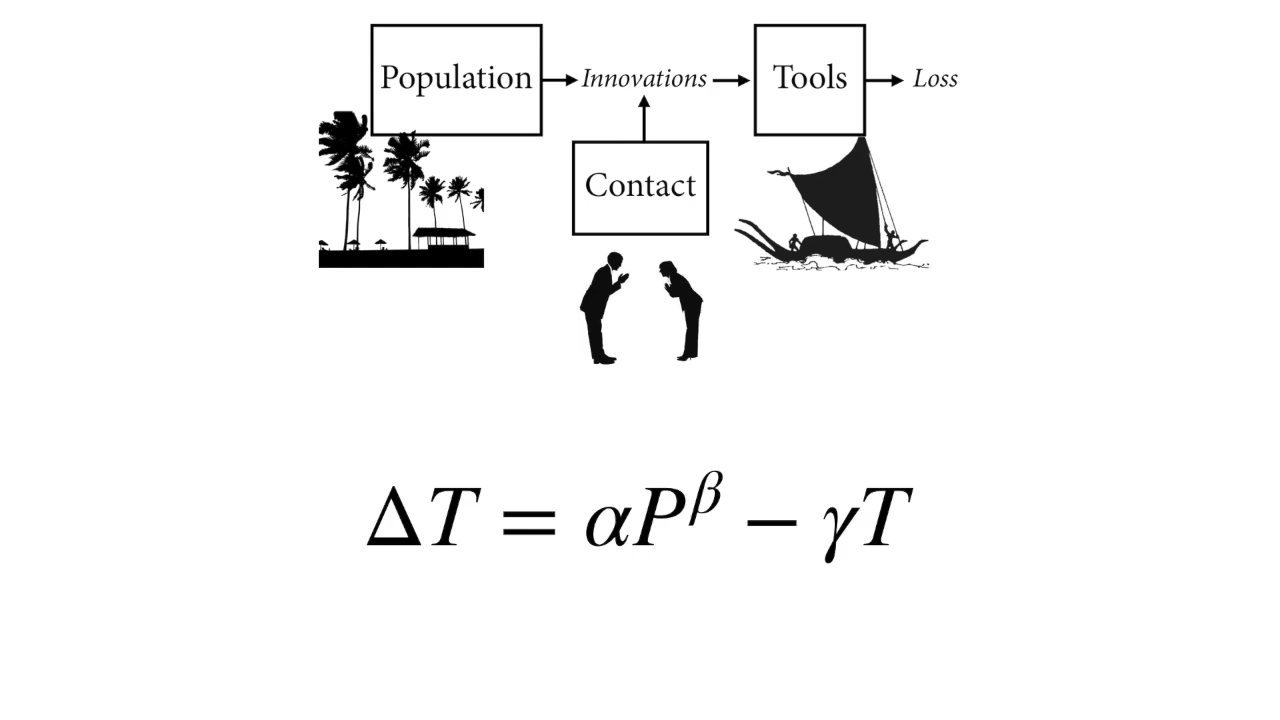 Population Innovations Tools Loss
Contact
ΔT = αP^β − γT